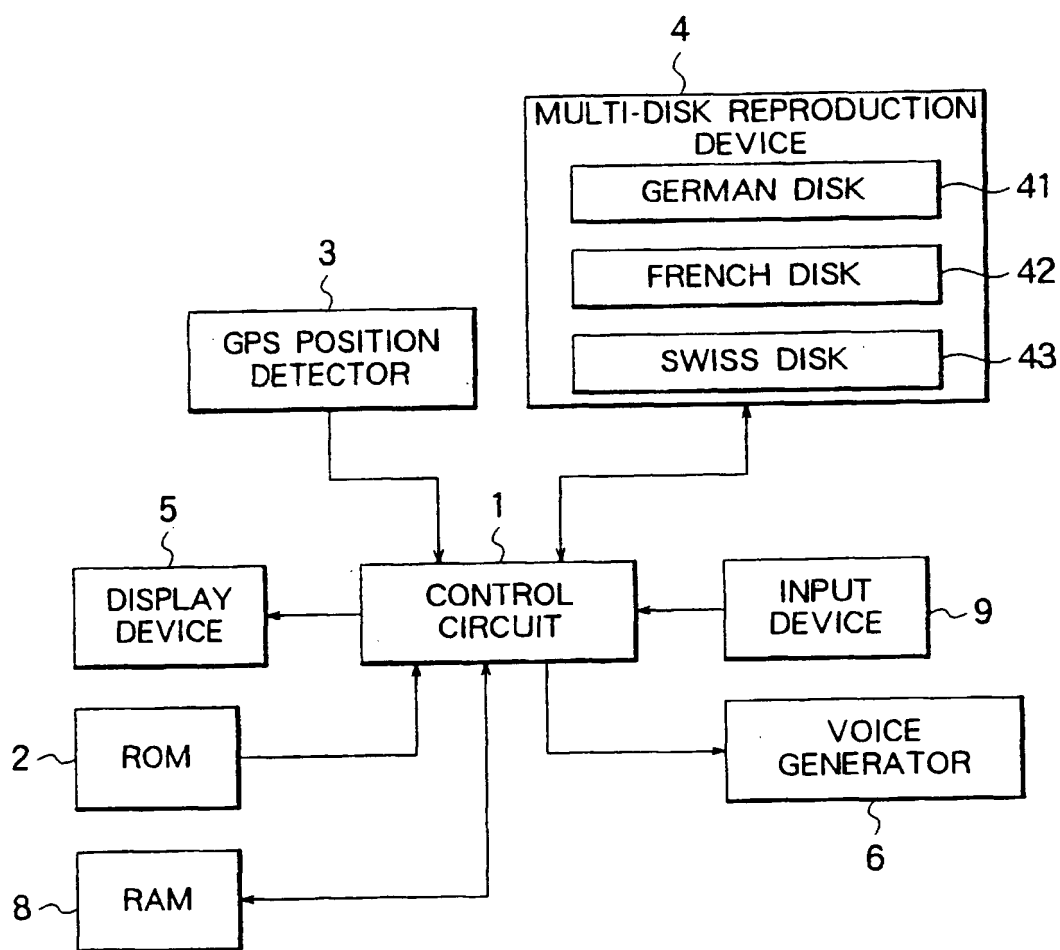 4
MULTI-DISK REPRODUCTION
DEVICE
GERMAN DISK
41
FRENCH DISK
42
SWISS DISK
43
3
GPS POSITION
DETECTOR
1
CONTROL
CIRCUIT
5
DISPLAY
DEVICE
INPUT
DEVICE
9
2
ROM
VOICE
GENERATOR
6
8
RAM